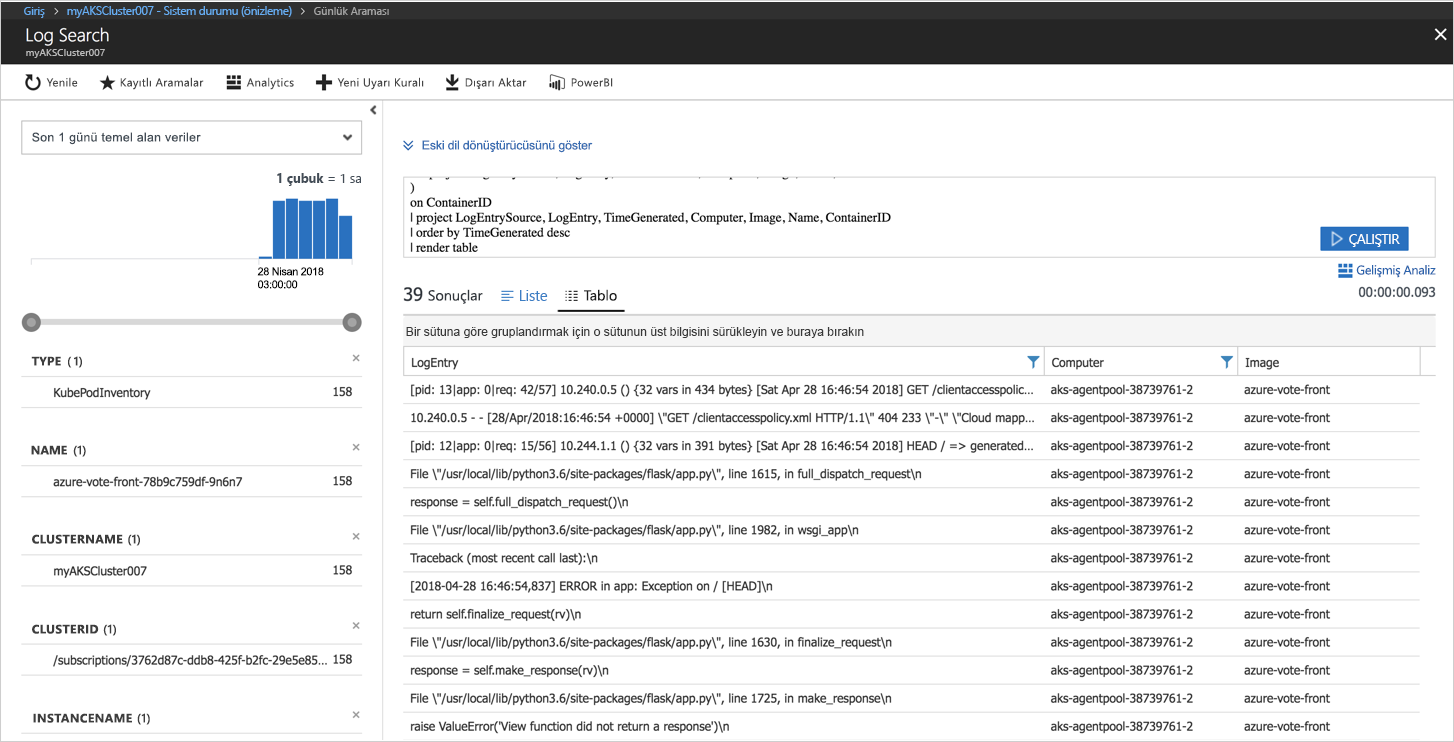 Giriş > myAKSCluster007 - Sistem durumu (önizleme) > Günlük Araması
Log Search
myAKSCluster007
Yenile Kayıtlı Aramalar Analytics Yeni Uyarı Kuralı Dışarı Aktar PowerBI
Son 1 günü temel alan veriler
1 çubuk = 1 sa
28 Nisan 2018
03:00:00
TYPE (1)
KubePodInventory 158
NAME (1)
azure-vote-front-78b9c759df-9n6n7 158
CLUSTERNAME (1)
myAKSCluster007 158
CLUSTERID (1)
/subscriptions/3762d87c-ddb8-425f-b2fc-29e5e85... 158
INSTANCENAME (1)
Eski dil dönüştürücüsünü göster
)
on ContainerID
| project LogEntrySource, LogEntry, TimeGenerated, Computer, Image, Name, ContainerID
| order by TimeGenerated desc
| render table
ÇALIŞTIR
Gelişmiş Analiz
39 Sonuçlar Liste Tablo
00:00:00.093
Bir sütuna göre gruplandırmak için o sütunun üst bilgisini sürükleyin ve buraya bırakın
LogEntry Computer Image
[pid: 13|app: 0|req: 42/57] 10.240.0.5 () {32 vars in 434 bytes} [Sat Apr 28 16:46:54 2018] GET /clientaccesspolic... aks-agentpool-38739761-2 azure-vote-front
10.240.0.5 - - [28/Apr/2018:16:46:54 +0000] \"GET /clientaccesspolicy.xml HTTP/1.1\" 404 233 \"-\" \"Cloud mapp... aks-agentpool-38739761-2 azure-vote-front
[pid: 12|app: 0|req: 15/56] 10.244.1.1 () {32 vars in 391 bytes} [Sat Apr 28 16:46:54 2018] HEAD / => generated... aks-agentpool-38739761-2 azure-vote-front
File \"/usr/local/lib/python3.6/site-packages/flask/app.py\", line 1615, in full_dispatch_request\n aks-agentpool-38739761-2 azure-vote-front
response = self.full_dispatch_request()\n aks-agentpool-38739761-2 azure-vote-front
File \"/usr/local/lib/python3.6/site-packages/flask/app.py\", line 1982, in wsgi_app\n aks-agentpool-38739761-2 azure-vote-front
Traceback (most recent call last):\n aks-agentpool-38739761-2 azure-vote-front
[2018-04-28 16:46:54,837] ERROR in app: Exception on / [HEAD]\n aks-agentpool-38739761-2 azure-vote-front
return self.finalize_request(rv)\n aks-agentpool-38739761-2 azure-vote-front
File \"/usr/local/lib/python3.6/site-packages/flask/app.py\", line 1630, in finalize_request\n aks-agentpool-38739761-2 azure-vote-front
response = self.make_response(rv)\n aks-agentpool-38739761-2 azure-vote-front
File \"/usr/local/lib/python3.6/site-packages/flask/app.py\", line 1725, in make_response\n aks-agentpool-38739761-2 azure-vote-front
raise ValueError('View function did not return a response')\n aks-agentpool-38739761-2 azure-vote-front